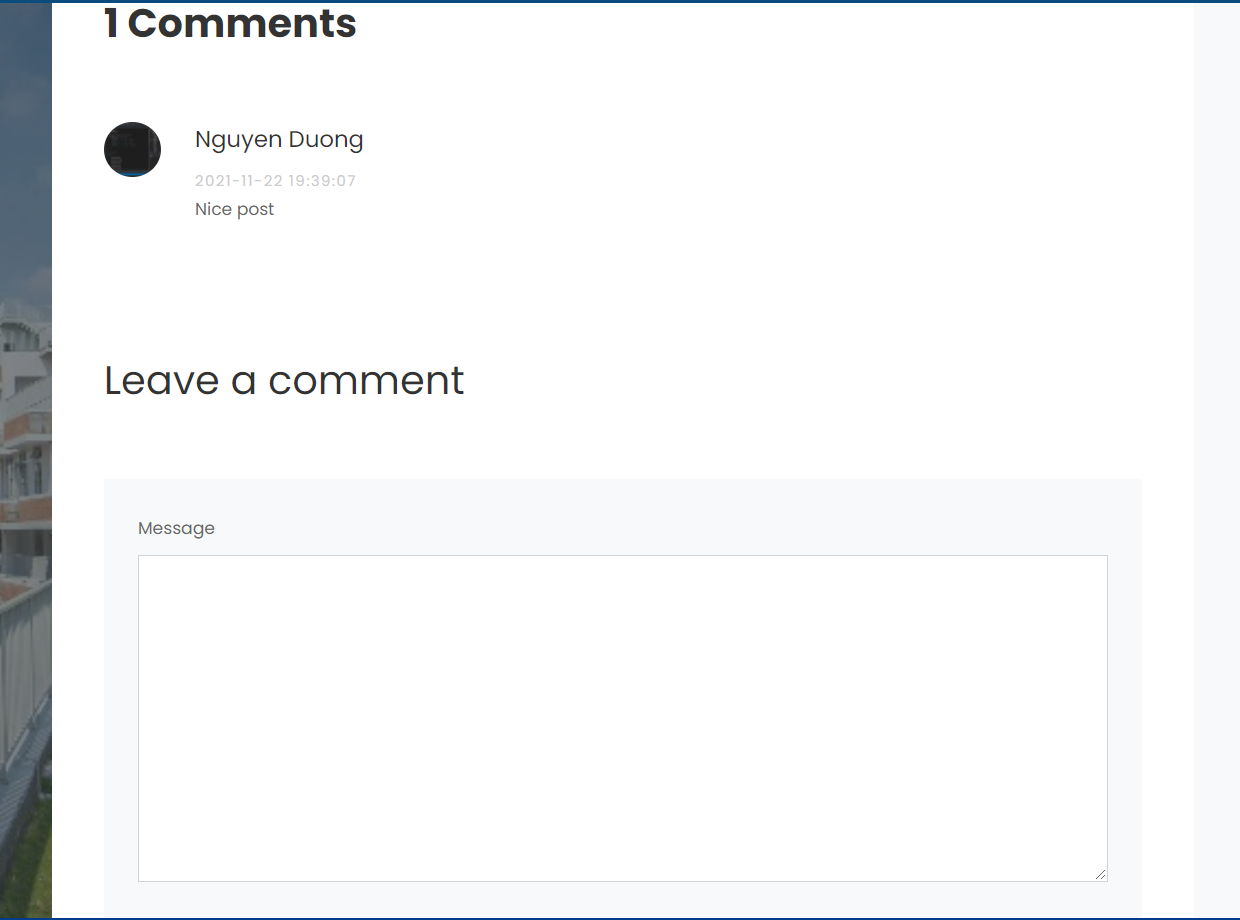 1 Comments
Nguyen Duong
2021-11-22 19:39:07
Nice post
Leave a comment
Message